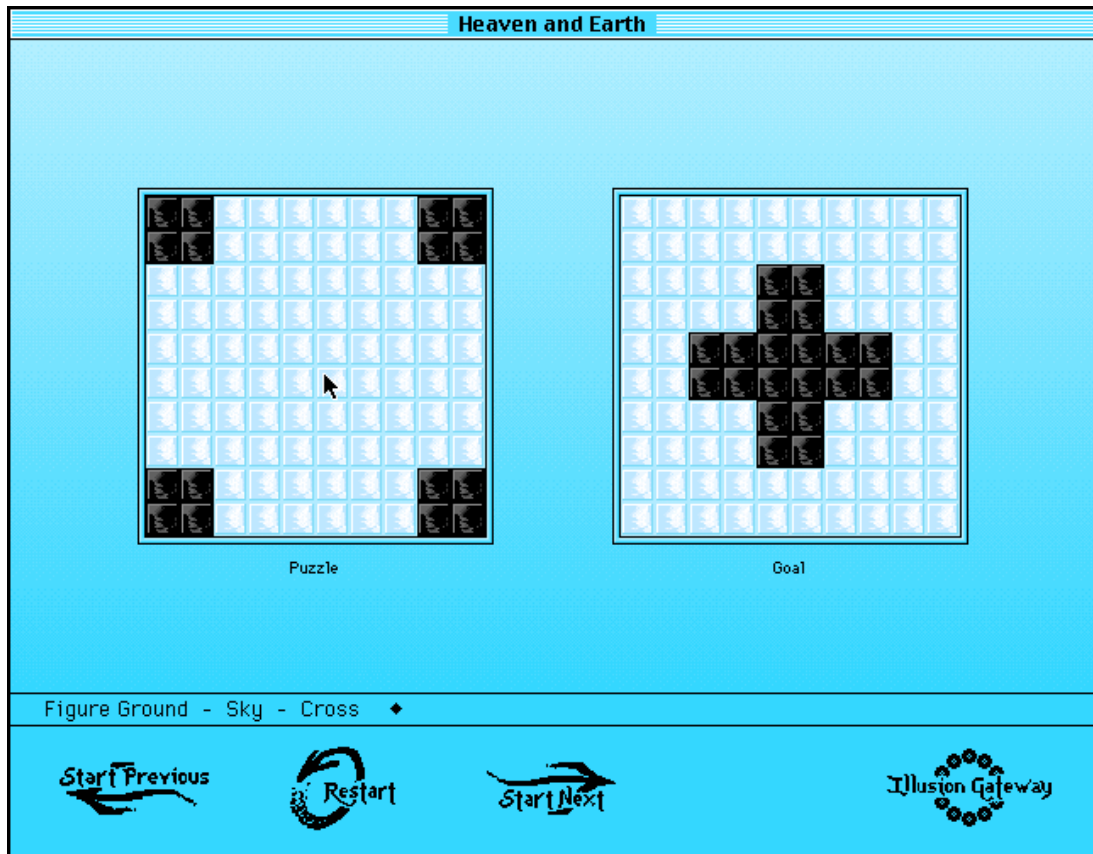 Heaven and Earth
Puzzle
Goal
Figure Ground - Sky - Cross
Start Previous
Restart
Start Next
Illusion Gateway